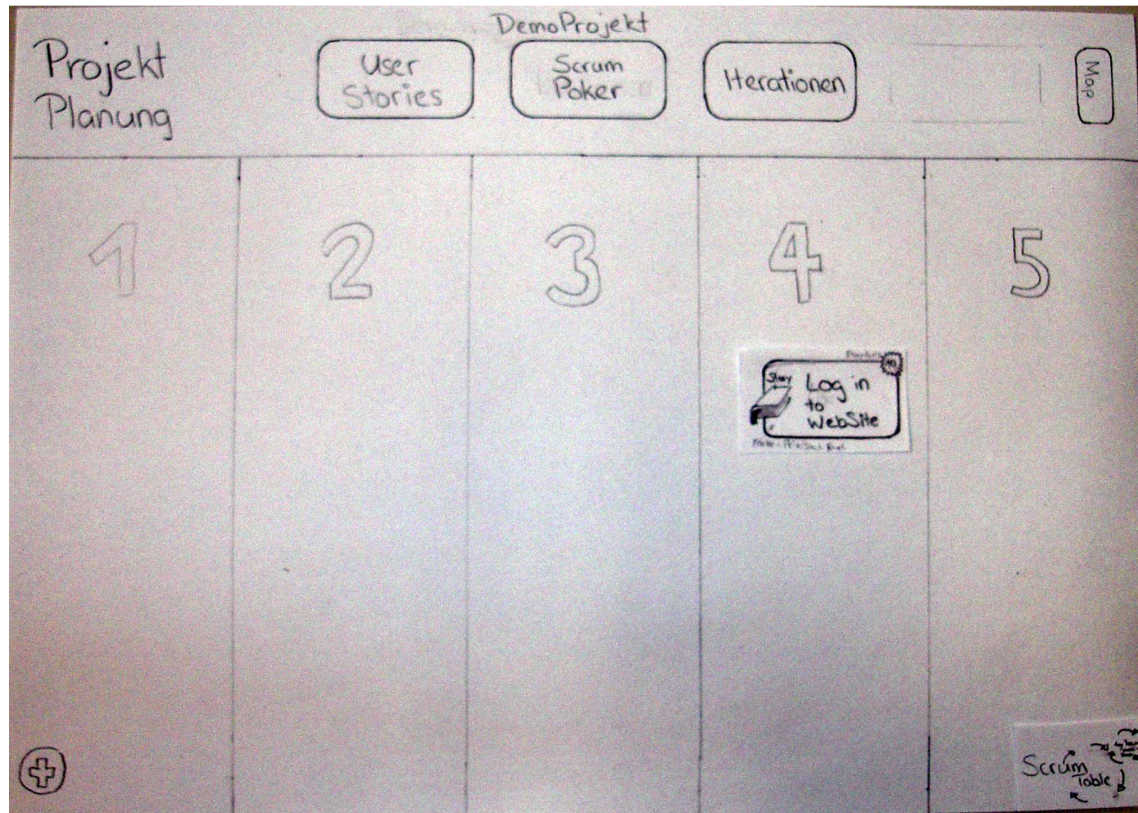 DemoProjekt
Projekt
Planung
User
Stories
Scrum
Poker
Iterationen
Map
1
2
3
4
5
Story
Log in
to
WebSite
Scrum
Table